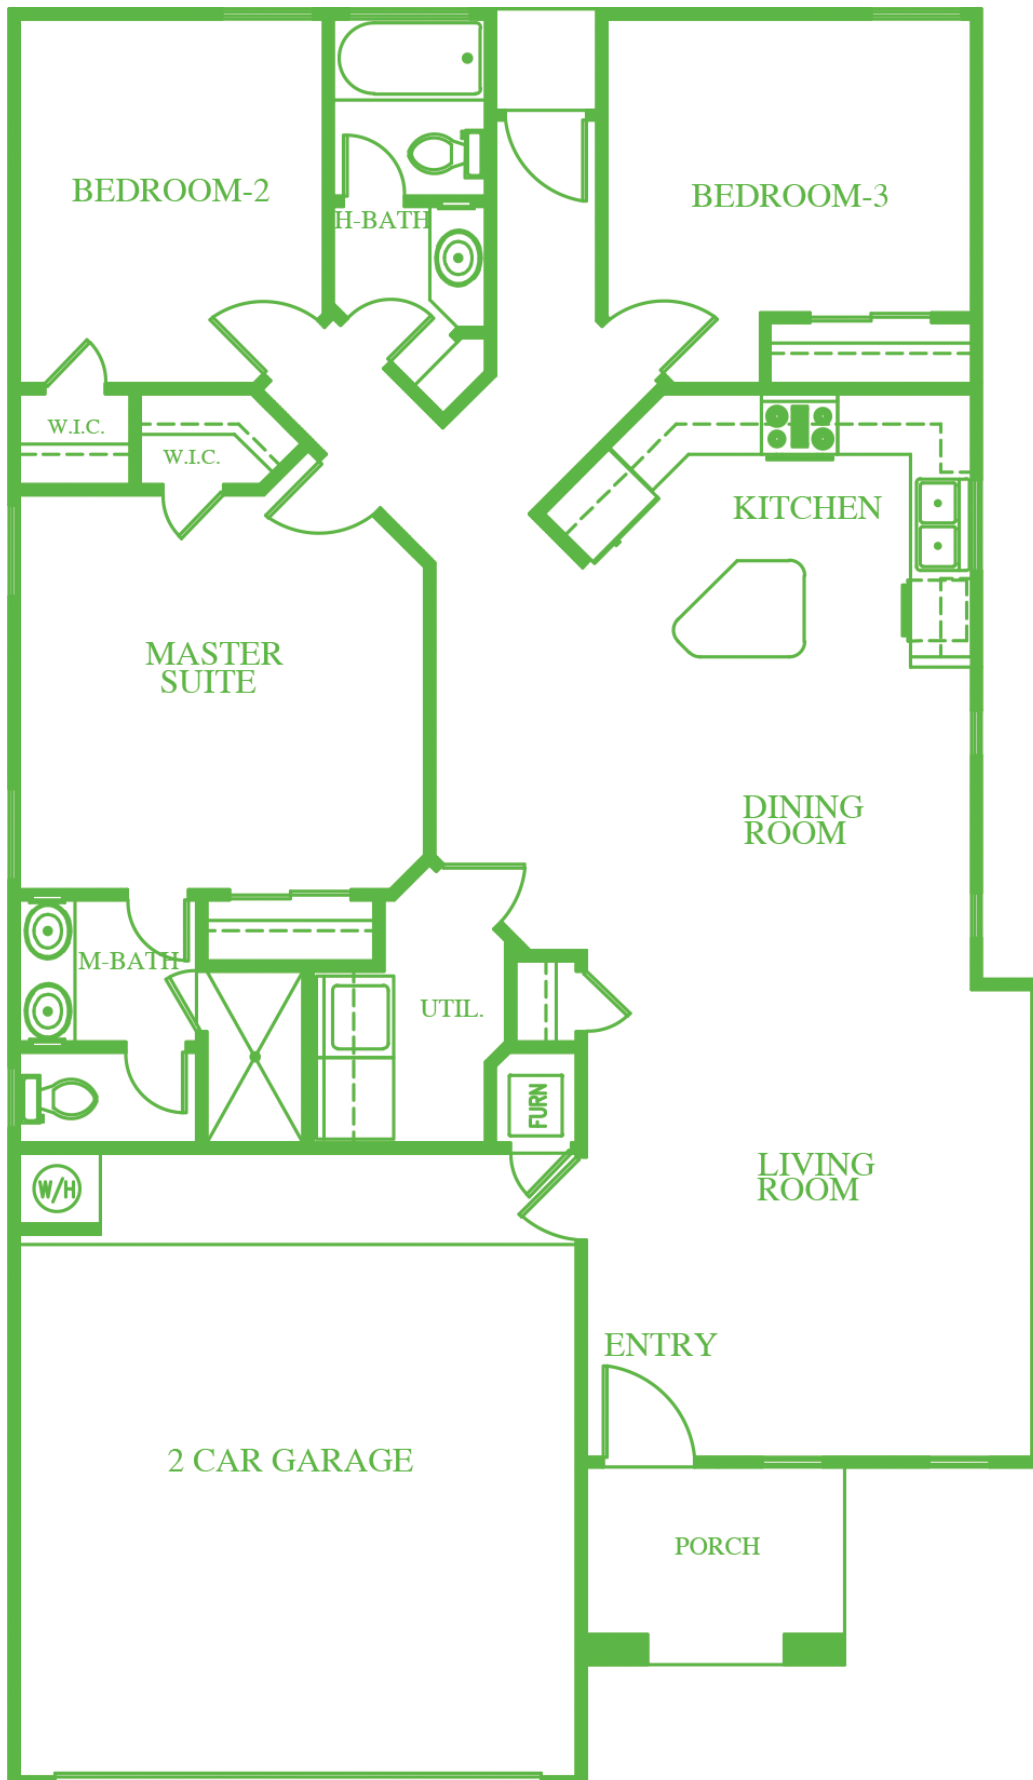 BEDROOM-2
BEDROOM-3
H-BATH
W.I.C.
W.I.C.
KITCHEN
MASTER
SUITE
DINING
ROOM
M-BATH
UTIL.
FURN
LIVING
ROOM
W/H
ENTRY
2 CAR GARAGE
PORCH